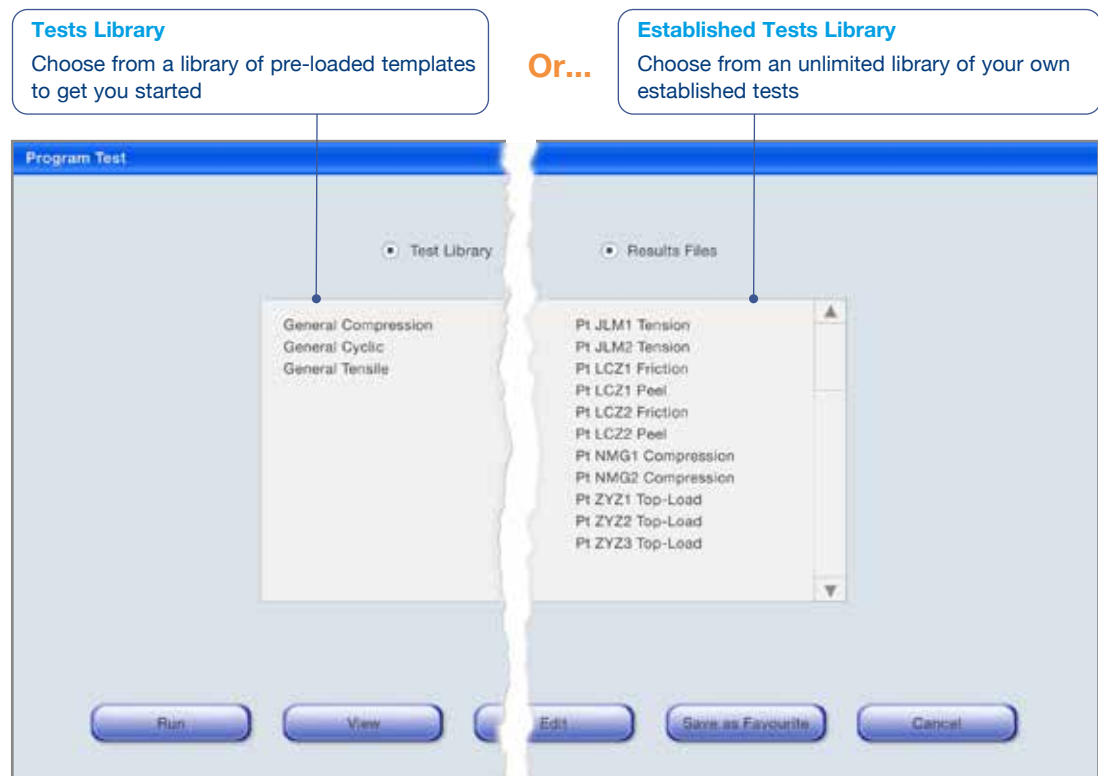 Tests Library
Choose from a library of pre-loaded templates
to get you started
Or...
Established Tests Library
Choose from an unlimited library of your own
established tests
Program Test
Test Library
Results Files
General Compression
General Cyclic
General Tensile
Pt JLM1 Tension
Pt JLM2 Tension
Pt LCZ1 Friction
Pt LCZ1 Peel
Pt LCZ2 Friction
Pt LCZ2 Peel
Pt NMG1 Compression
Pt NMG2 Compression
Pt ZYZ1 Top-Load
Pt ZYZ2 Top-Load
Pt ZYZ3 Top-Load
Run
View
Edit
Save as Favourite
Cancel